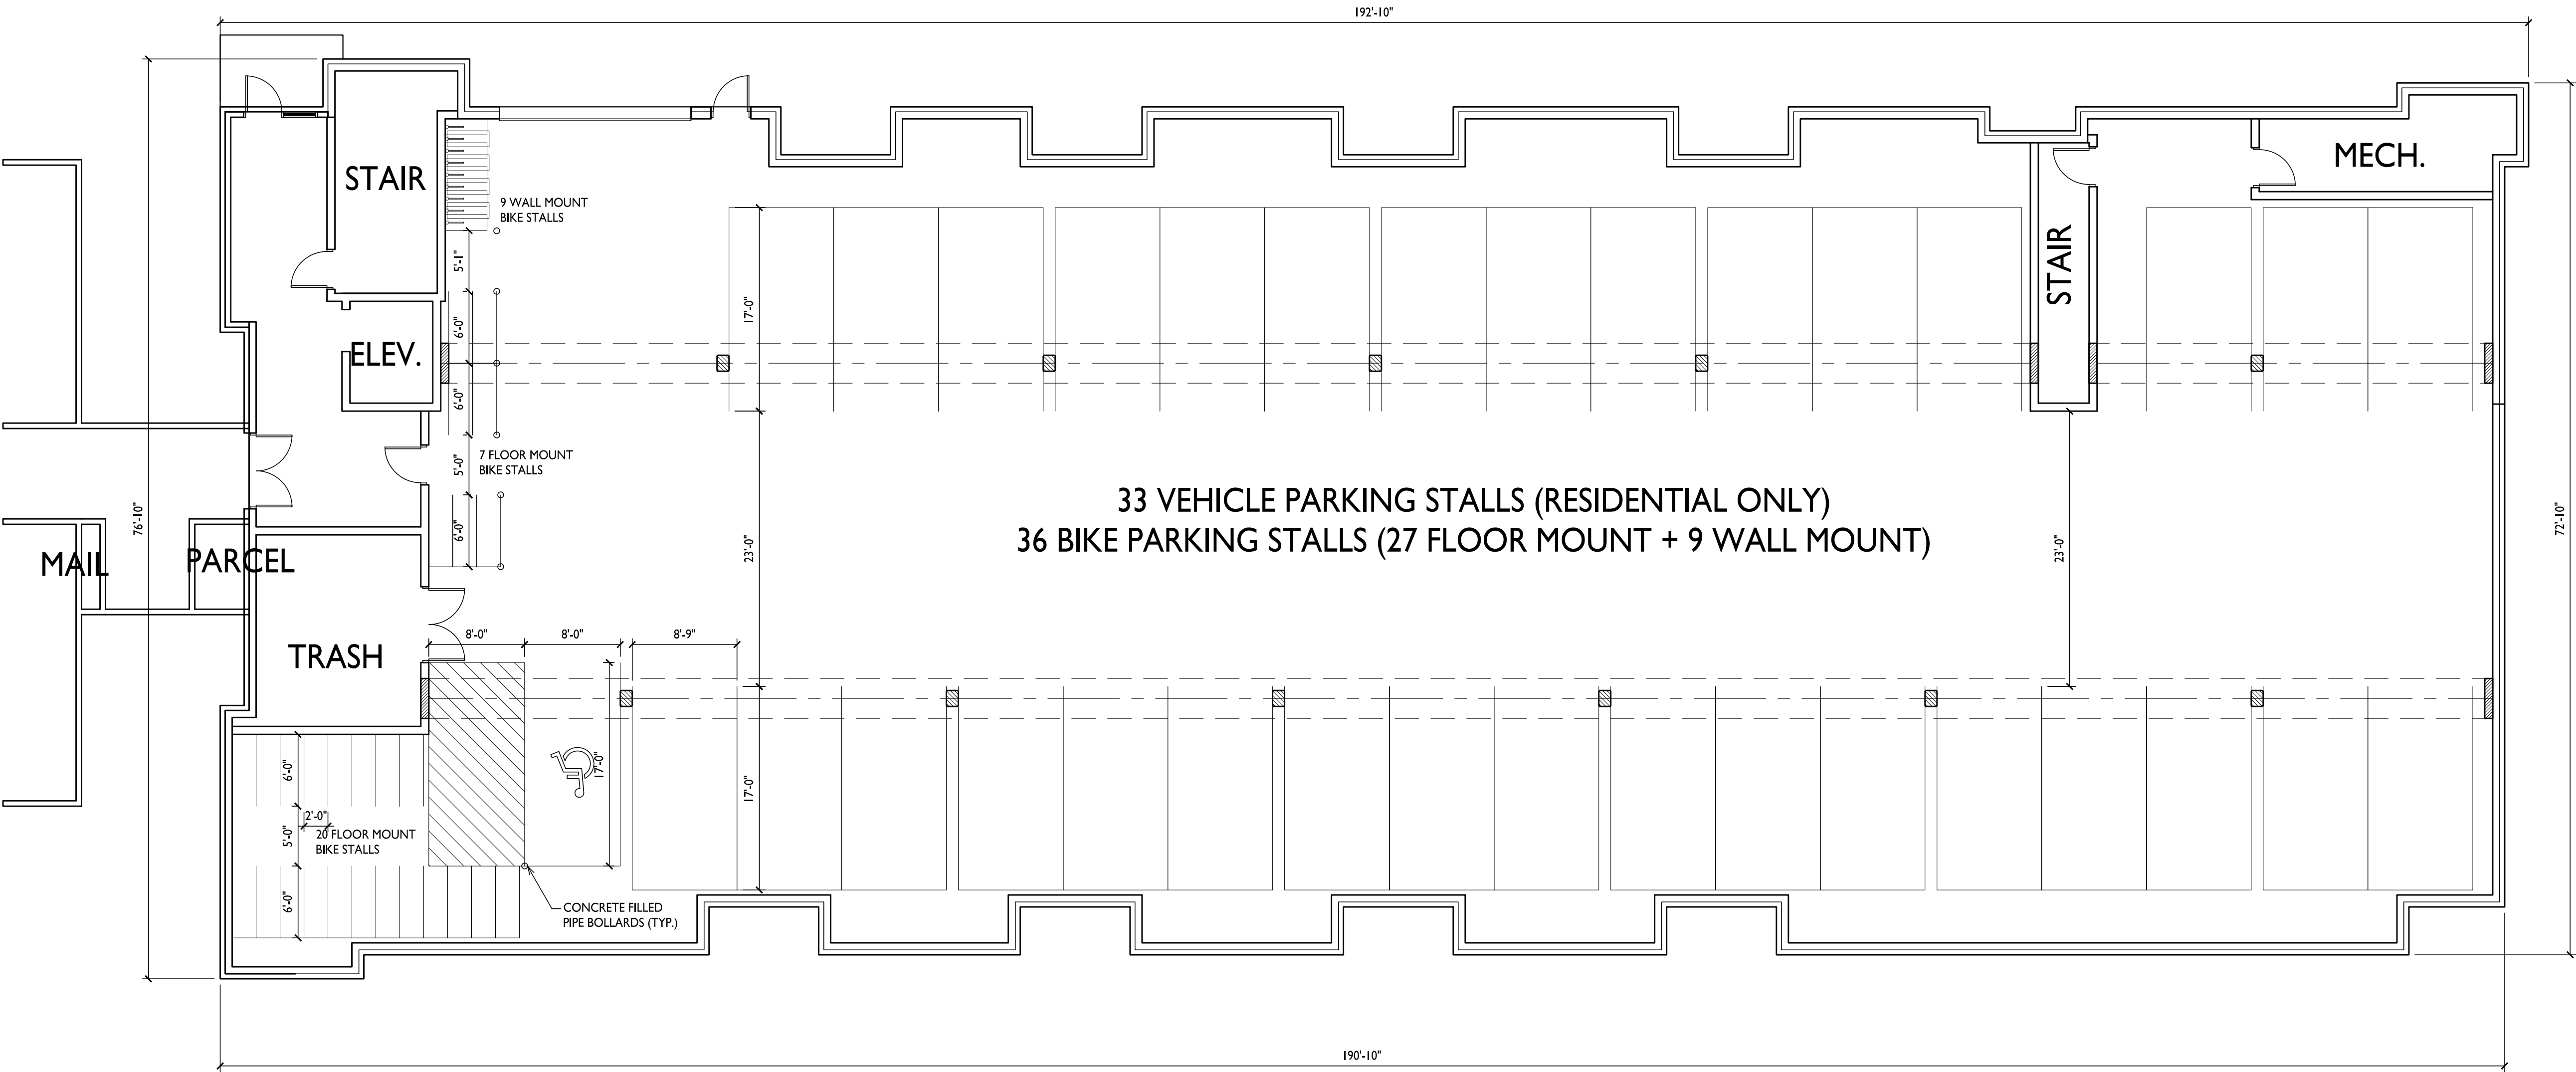 192'-10"
STAIR
MECH.
9 WALL MOUNT
BIKE STALLS
5'-1"
17'-0"
STAIR
6'-0"
ELEV.
6'-0"
7 FLOOR MOUNT
BIKE STALLS
5'-0"
33 VEHICLE PARKING STALLS (RESIDENTIAL ONLY)
36 BIKE PARKING STALLS (27 FLOOR MOUNT + 9 WALL MOUNT)
76'-10"
6'-0"
23'-0"
23'-0"
72'-10"
MAIL
PARCEL
8'-0"
8'-0"
8'-9"
TRASH
17'-0"
17'-0"
6'-0"
2'-0"
5'-0"
20 FLOOR MOUNT
BIKE STALLS
6'-0"
CONCRETE FILLED
PIPE BOLLARDS (TYP.)
190'-10"